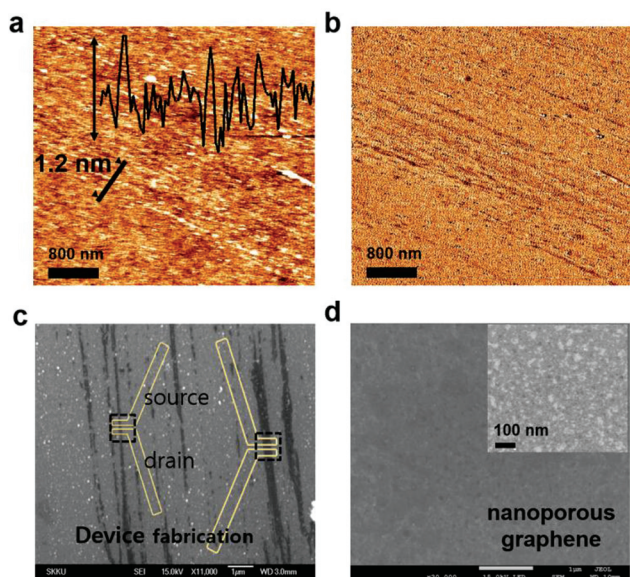 a
b
1.2 nm
800 nm
800 nm
c
d
source
drain
Device fabrication
SKKU SEI 15.0kV X11,000 1μm WD 3.0mm
100 nm
nanoporous
graphene
1μm JEOL